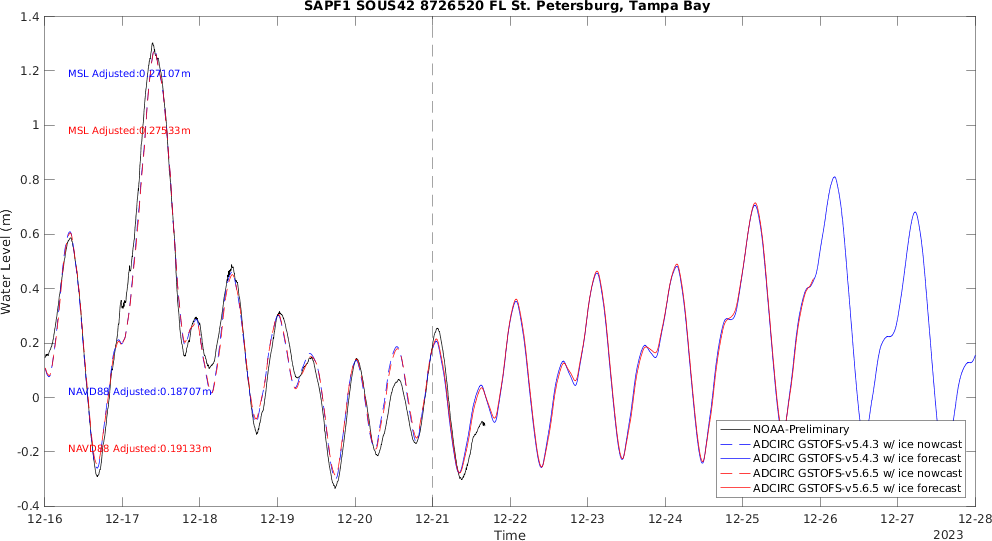 SAPF1 SOUS42 8726520 FL St. Petersburg, Tampa Bay
Water Level (m)
1.4
1.2
1
0.8
0.6
0.4
0.2
0
-0.2
-0.4
MSL Adjusted:0.27107m
MSL Adjusted:0.27533m
NAVD88 Adjusted:0.18707m
NAVD88 Adjusted:0.19133m
NOAA-Preliminary
ADCIRC GSTOFS-v5.4.3 w/ ice nowcast
ADCIRC GSTOFS-v5.4.3 w/ ice forecast
ADCIRC GSTOFS-v5.6.5 w/ ice nowcast
ADCIRC GSTOFS-v5.6.5 w/ ice forecast
12-16 12-17 12-18 12-19 12-20 12-21 12-22 12-23 12-24 12-25 12-26 12-27 12-28
Time
2023